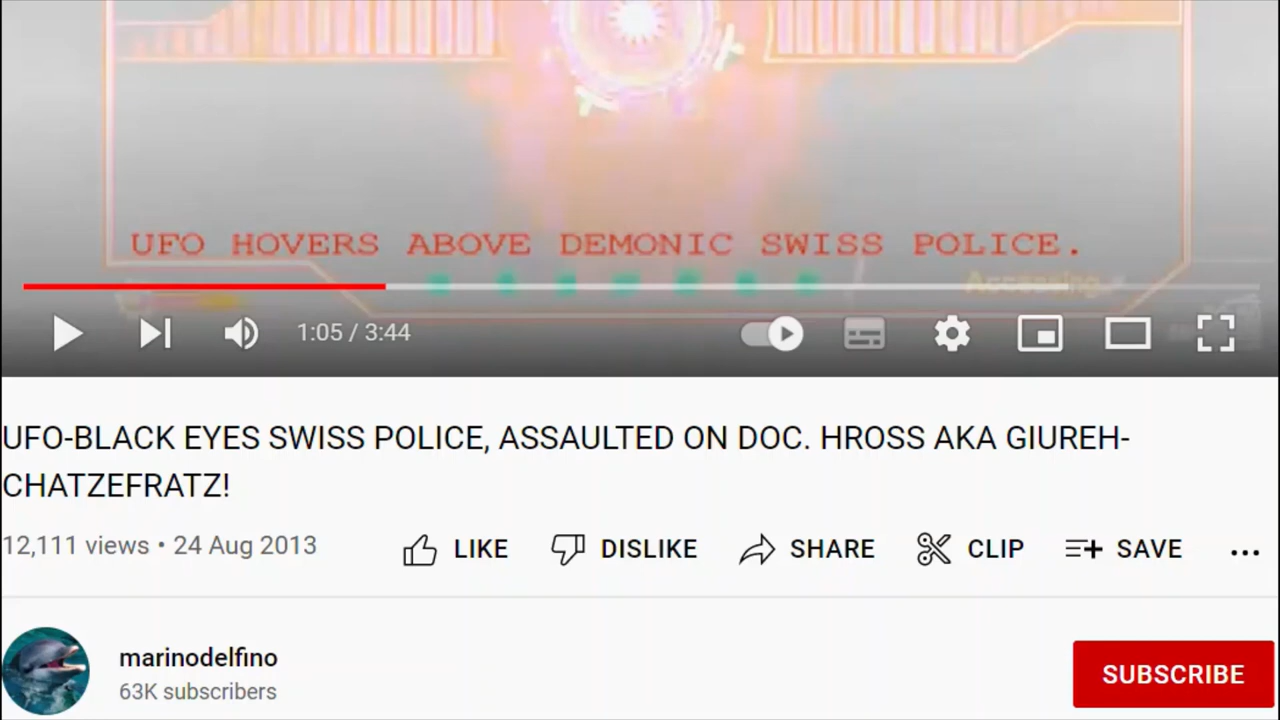 UFO HOVERS ABOVE DEMONIC SWISS POLICE.
Accessing
1:05 / 3:44
UFO-BLACK EYES SWISS POLICE, ASSAULTED ON DOC. HROSS AKA GIUREH-
CHATZEFRATZ!
12,111 views • 24 Aug 2013
LIKE
DISLIKE
SHARE
CLIP
SAVE
marinodelfino
63K subscribers
SUBSCRIBE